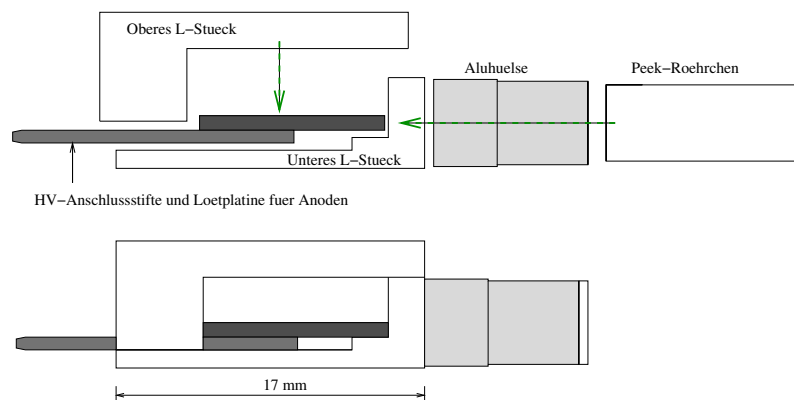 Oberes L−Stueck
Aluhuelse
Peek−Roehrchen
Unteres L−Stueck
HV−Anschlussstifte und Loetplatine fuer Anoden
17 mm